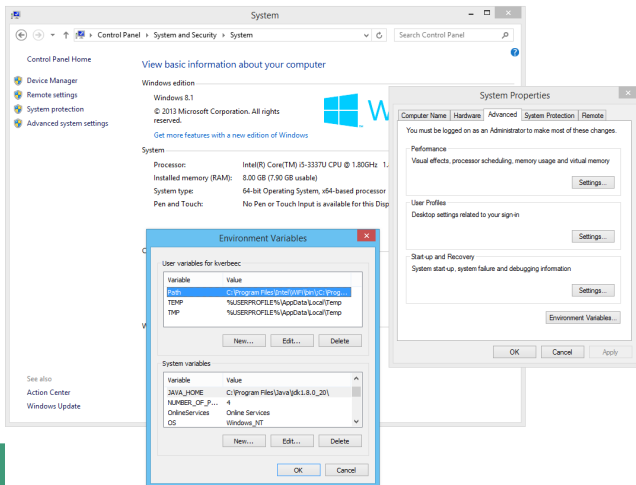 System
Control Panel ▸ System and Security ▸ System
Search Control Panel
Control Panel Home
Device Manager
Remote settings
System protection
Advanced system settings
See also
Action Center
Windows Update
View basic information about your computer
Windows edition
Windows 8.1
© 2013 Microsoft Corporation. All rights
reserved.
Get more features with a new edition of Windows
System
Processor: Intel(R) Core(TM) i5-3337U CPU @ 1.80GHz 1.
Installed memory (RAM): 8.00 GB (7.90 GB usable)
System type: 64-bit Operating System, x64-based processor
Pen and Touch: No Pen or Touch Input is available for this Disp
System Properties
Computer Name Hardware Advanced System Protection Remote
You must be logged on as an Administrator to make most of these changes.
Performance
Visual effects, processor scheduling, memory usage and virtual memory
Settings...
User Profiles
Desktop settings related to your sign-in
Settings...
Start-up and Recovery
System start-up, system failure and debugging information
Settings...
Environment Variables...
OK Cancel Apply
Environment Variables
User variables for kverbeec
Variable Value
Path C:\Program Files\Intel\WiFi\bin\;C:\Prog...
TEMP %USERPROFILE%\AppData\Local\Temp
TMP %USERPROFILE%\AppData\Local\Temp
New... Edit... Delete
System variables
Variable Value
JAVA_HOME C:\Program Files\Java\jdk1.8.0_20\
NUMBER_OF_P... 4
OnlineServices Online Services
OS Windows_NT
New... Edit... Delete
OK Cancel